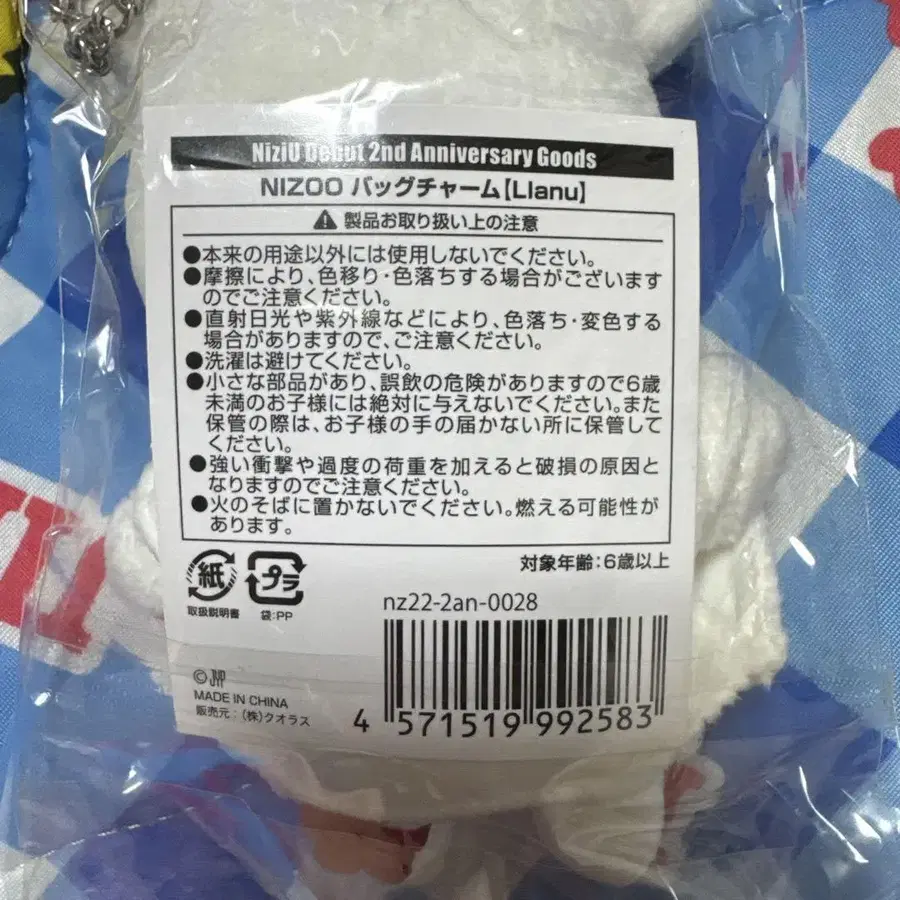 NiziU Debut 2nd Anniversary Goods
NIZOO バッグチャーム【Llanu】
製品お取り扱い上の注意
●本来の用途以外には使用しないでください。
●摩擦により、色移り・色落ちする場合がございます
のでご注意ください。
●直射日光や紫外線などにより、色落ち・変色する
場合がありますので、ご注意ください。
●洗濯は避けてください。
●小さな部品があり、誤飲の危険がありますので6歳
未満のお子様には絶対に与えないでください。また
保管の際は、お子様の手の届かない所に保管して
ください。
●強い衝撃や過度の荷重を加えると破損の原因と
なりますのでご注意ください。
●火のそばに置かないでください。燃える可能性が
あります。
対象年齢:6歳以上
紙
プラ
取扱説明書
袋:PP
nz22-2an-0028
©JYP
MADE IN CHINA
販売元:(株)クオラス
4 571519 992583